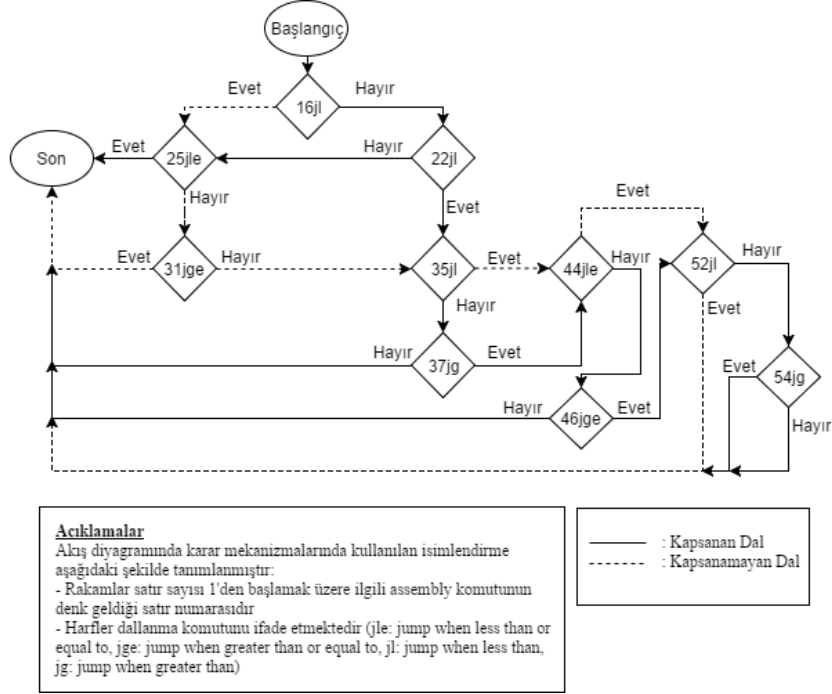 Başlangıç
Evet
Hayır
16jl
Son
Evet
25jle
Hayır
22jl
Hayır
Evet
Evet
Evet
31jge
Hayır
35jl
Evet
44jle
Hayır
52jl
Hayır
Hayır
Evet
Hayır
37jg
Evet
Evet
54jg
Hayır
46jge
Evet
Hayır
Açıklamalar
Akış diyagramında karar mekanizmalarında kullanılan isimlendirme
aşağıdaki şekilde tanımlanmıştır:
- Rakamlar satır sayısı 1'den başlamak üzere ilgili assembly komutunun
denk geldiği satır numarasıdır
- Harfler dallanma komutunu ifade etmektedir (jle: jump when less than or
equal to, jge: jump when greater than or equal to, jl: jump when less than,
jg: jump when greater than)
: Kapsanan Dal
: Kapsanamayan Dal